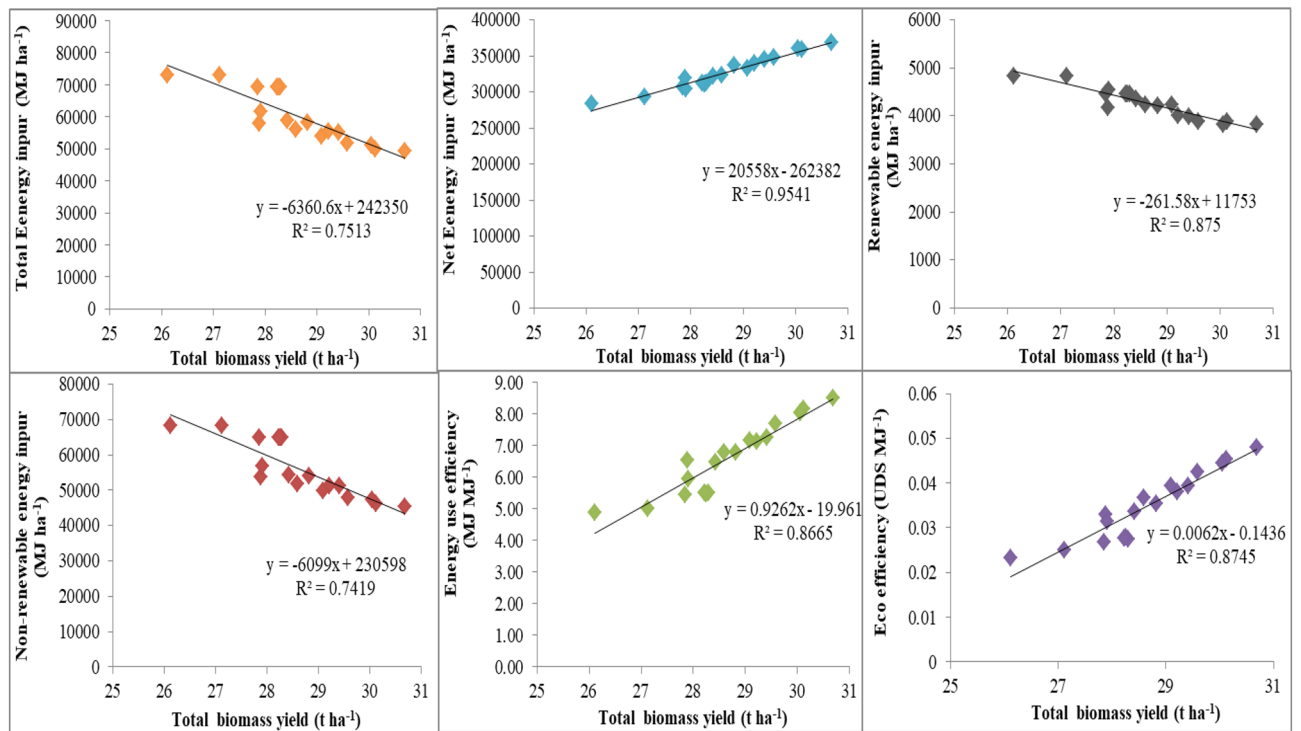 Total Eenergy inpur (MJ ha⁻¹)
90000
80000
70000
60000
50000
40000
30000
20000
10000
0
y = -6360.6x + 242350
R² = 0.7513
25 26 27 28 29 30 31
Total biomass yield (t ha⁻¹)
Net Eenergy inpur (MJ ha⁻¹)
400000
350000
300000
250000
200000
150000
100000
50000
0
y = 20558x - 262382
R² = 0.9541
25 26 27 28 29 30 31
Total biomass yield (t ha⁻¹)
Renewable energy inpur
(MJ ha⁻¹)
6000
5000
4000
3000
2000
1000
0
y = -261.58x + 11753
R² = 0.875
25 26 27 28 29 30 31
Total biomass yield (t ha⁻¹)
Non-renewable energy inpur
(MJ ha⁻¹)
80000
70000
60000
50000
40000
30000
20000
10000
0
y = -6099x + 230598
R² = 0.7419
25 26 27 28 29 30 31
Total biomass yield (t ha⁻¹)
Energy use efficiency
(MJ MJ⁻¹)
9.00
8.00
7.00
6.00
5.00
4.00
3.00
2.00
1.00
0.00
y = 0.9262x - 19.961
R² = 0.8665
25 26 27 28 29 30 31
Total biomass yield (t ha⁻¹)
Eco efficiency (UDS MJ⁻¹)
0.06
0.05
0.04
0.03
0.02
0.01
0
y = 0.0062x - 0.1436
R² = 0.8745
25 27 29 31
Total biomass yield (t ha⁻¹)